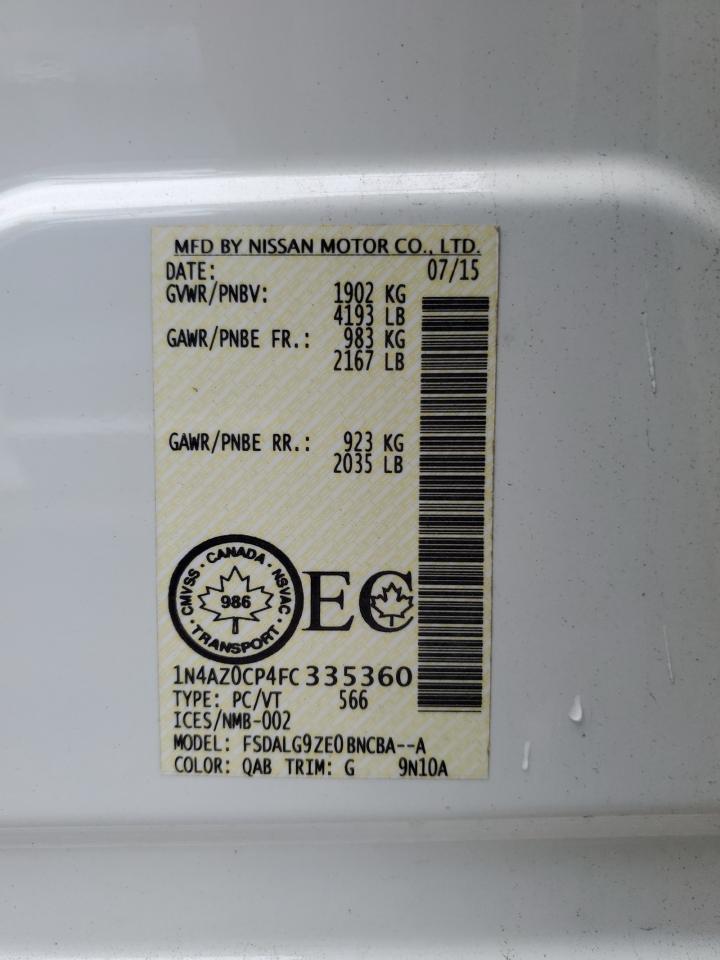 MFD BY NISSAN MOTOR CO., LTD.
DATE: 07/15
GVWR/PNBV: 1902 KG
4193 LB
GAWR/PNBE FR.: 983 KG
2167 LB
GAWR/PNBE RR.: 923 KG
2035 LB
CMVSS · CANADA · NSVAC · TRANSPORT ·
986
EC
1N4AZ0CP4FC335360
TYPE: PC/VT 566
ICES/NMB-002
MODEL: FSDALG9ZE0BNCBA--A
COLOR: QAB TRIM: G 9N10A